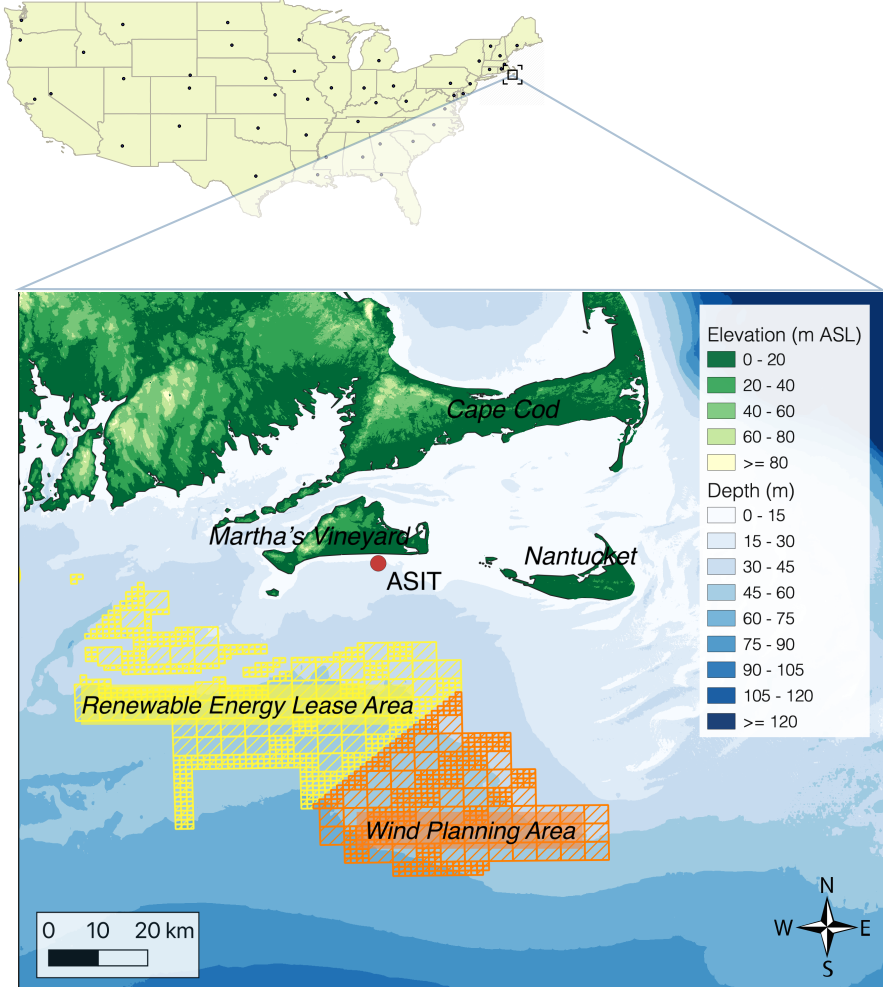 Elevation (m ASL)
0 - 20
20 - 40
40 - 60
60 - 80
>= 80
Depth (m)
0 - 15
15 - 30
30 - 45
45 - 60
60 - 75
75 - 90
90 - 105
105 - 120
>= 120
Cape Cod
Martha's Vineyard
Nantucket
ASIT
Renewable Energy Lease Area
Wind Planning Area
0 10 20 km
N
W E
S